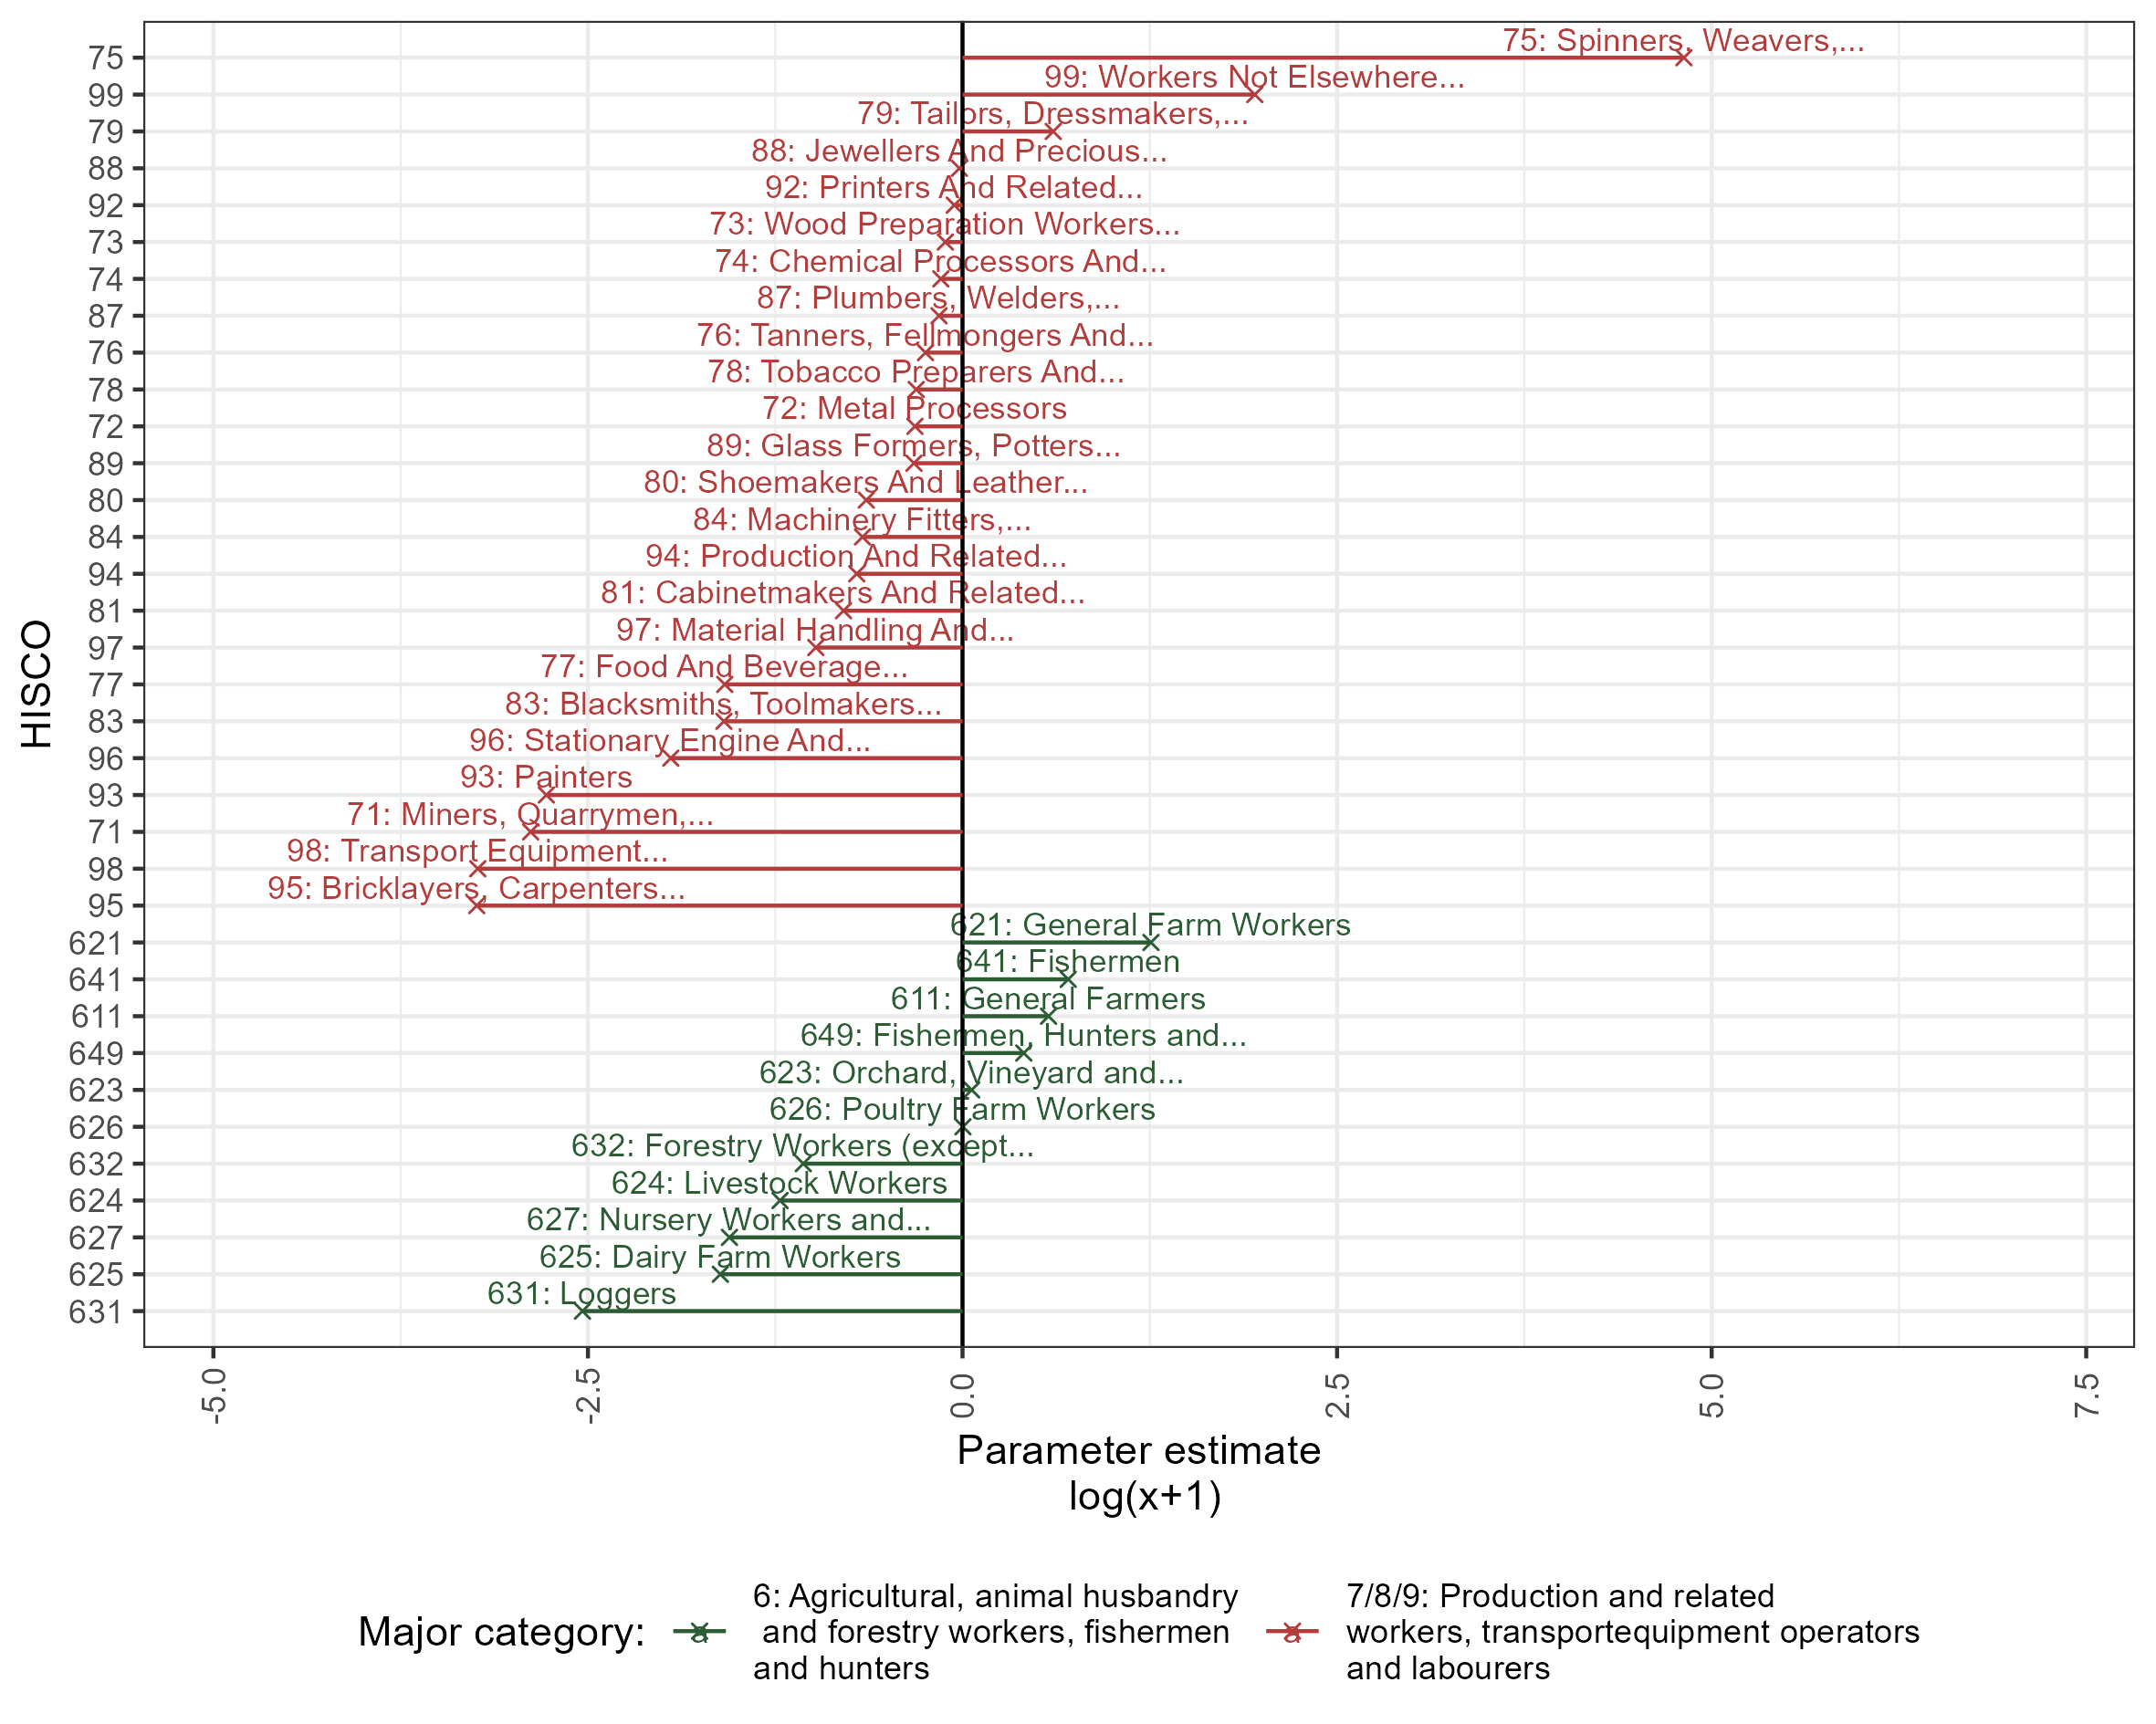 75: Spinners, Weavers,...
75
99: Workers Not Elsewhere...
99
79: Tailors, Dressmakers,...
79
88: Jewellers And Precious...
88
92: Printers And Related...
92
73: Wood Preparation Workers...
73
74: Chemical Processors And...
74
87: Plumbers, Welders,...
87
76: Tanners, Fellmongers And...
76
78: Tobacco Preparers And...
78
72: Metal Processors
72
89: Glass Formers, Potters...
89
80: Shoemakers And Leather...
80
84: Machinery Fitters,...
84
94: Production And Related...
94
81: Cabinetmakers And Related...
81
97: Material Handling And...
97
77: Food And Beverage...
77
83: Blacksmiths, Toolmakers...
83
96: Stationary Engine And...
96
93: Painters
93
71: Miners, Quarrymen,...
71
98: Transport Equipment...
98
95: Bricklayers, Carpenters...
95
621: General Farm Workers
621
641: Fishermen
641
611: General Farmers
611
649: Fishermen, Hunters and...
649
623: Orchard, Vineyard and...
623
626: Poultry Farm Workers
626
632: Forestry Workers (except...
632
624: Livestock Workers
624
627: Nursery Workers and...
627
625: Dairy Farm Workers
625
631: Loggers
631
HISCO
-5.0
-2.5
0.0
2.5
5.0
7.5
Parameter estimate
log(x+1)
Major category:
a
6: Agricultural, animal husbandry
and forestry workers, fishermen
and hunters
a
7/8/9: Production and related
workers, transportequipment operators
and labourers